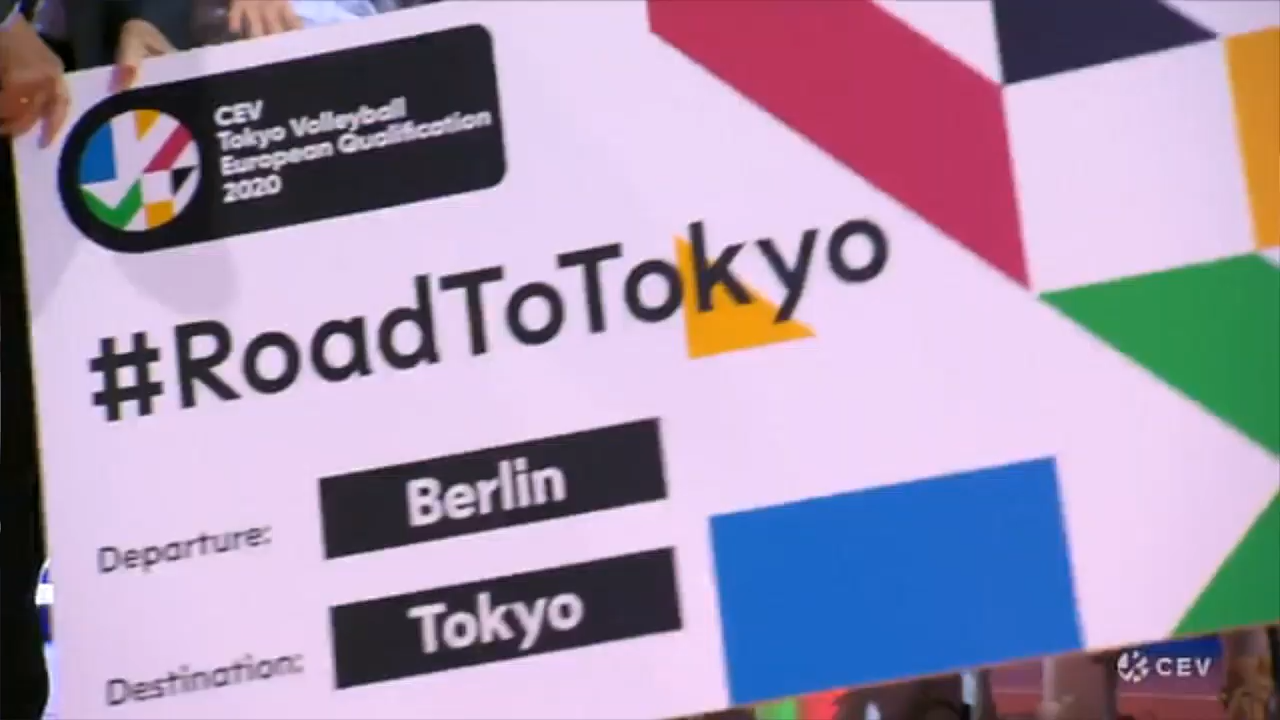 CEV
Tokyo Volleyball
European Qualification
2020
#RoadToTokyo
Departure: Berlin
Destination: Tokyo
CEV